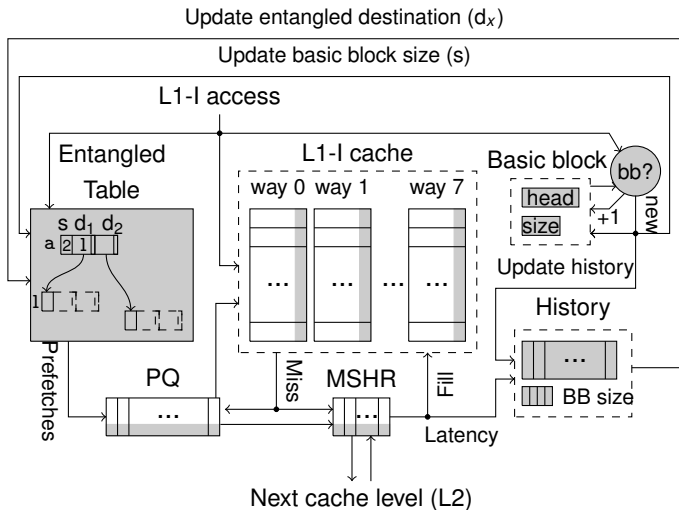 Update entangled destination (dx)
Update basic block size (s)
L1-I access
Entangled
Table
L1-I cache
Basic block
bb?
way 0 way 1 way 7
head
size
+1
new
s d1 d2
a 2 1
... ... ... ...
l
Update history
History
...
BB size
Prefetches
PQ
...
Miss
MSHR
...
Fill
Latency
Next cache level (L2)